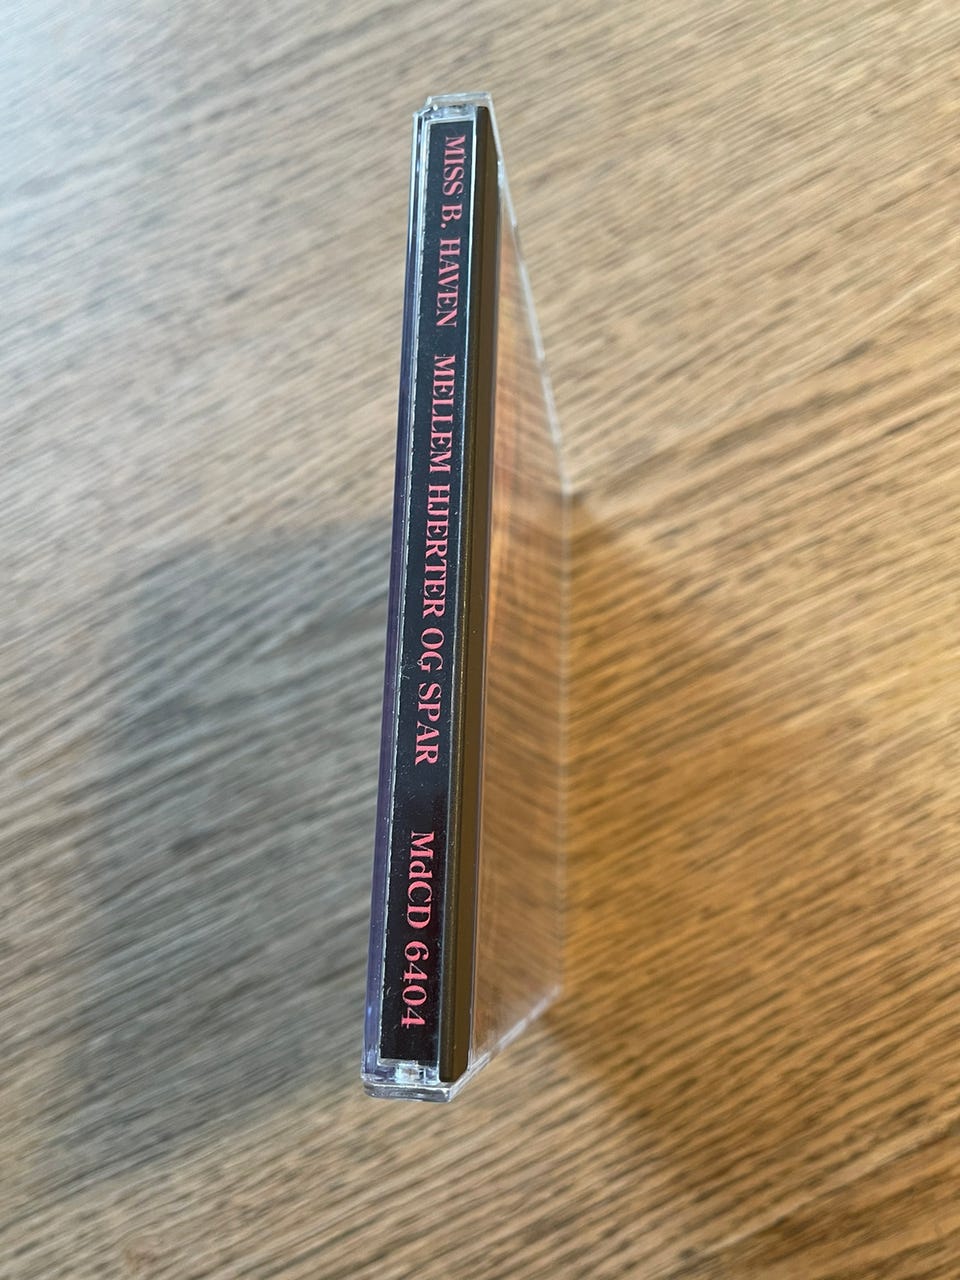 MISS B. HAVEN MELLEM HJERTER OG SPAR MdCD 6404